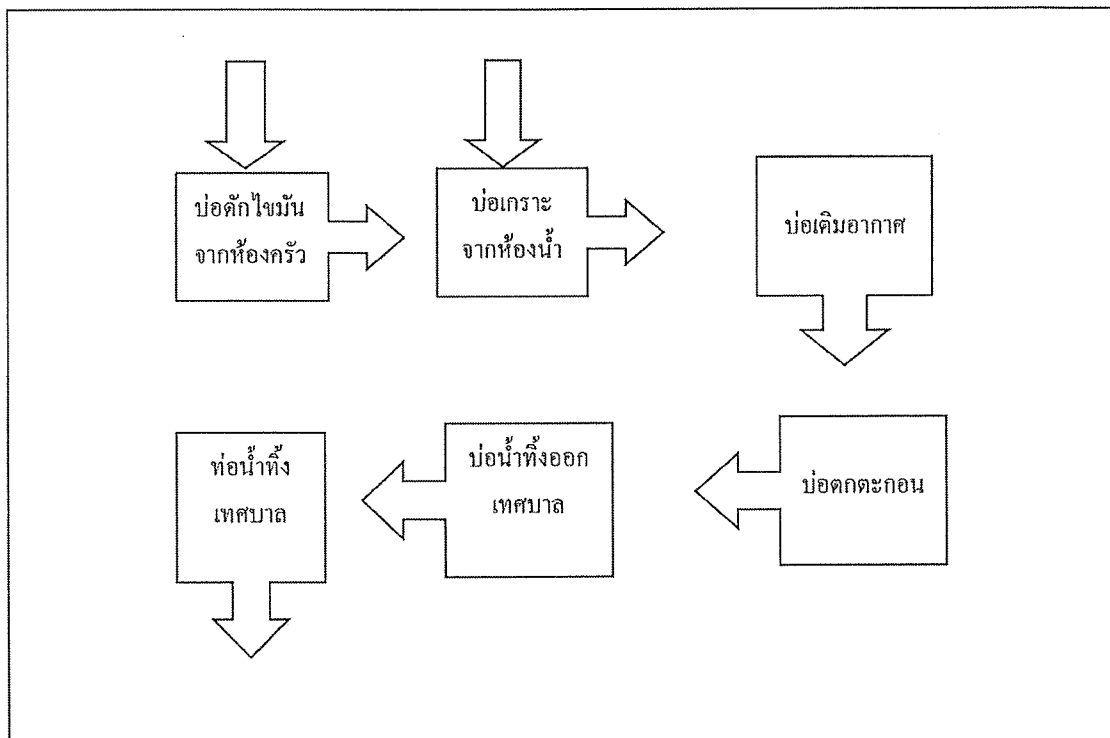 บ่อดักไขมัน
จากห้องครัว
บ่อเกราะ
จากห้องน้ำ
บ่อเติมอากาศ
บ่อตกตะกอน
บ่อน้ำทิ้งออก
เทศบาล
ท่อน้ำทิ้ง
เทศบาล